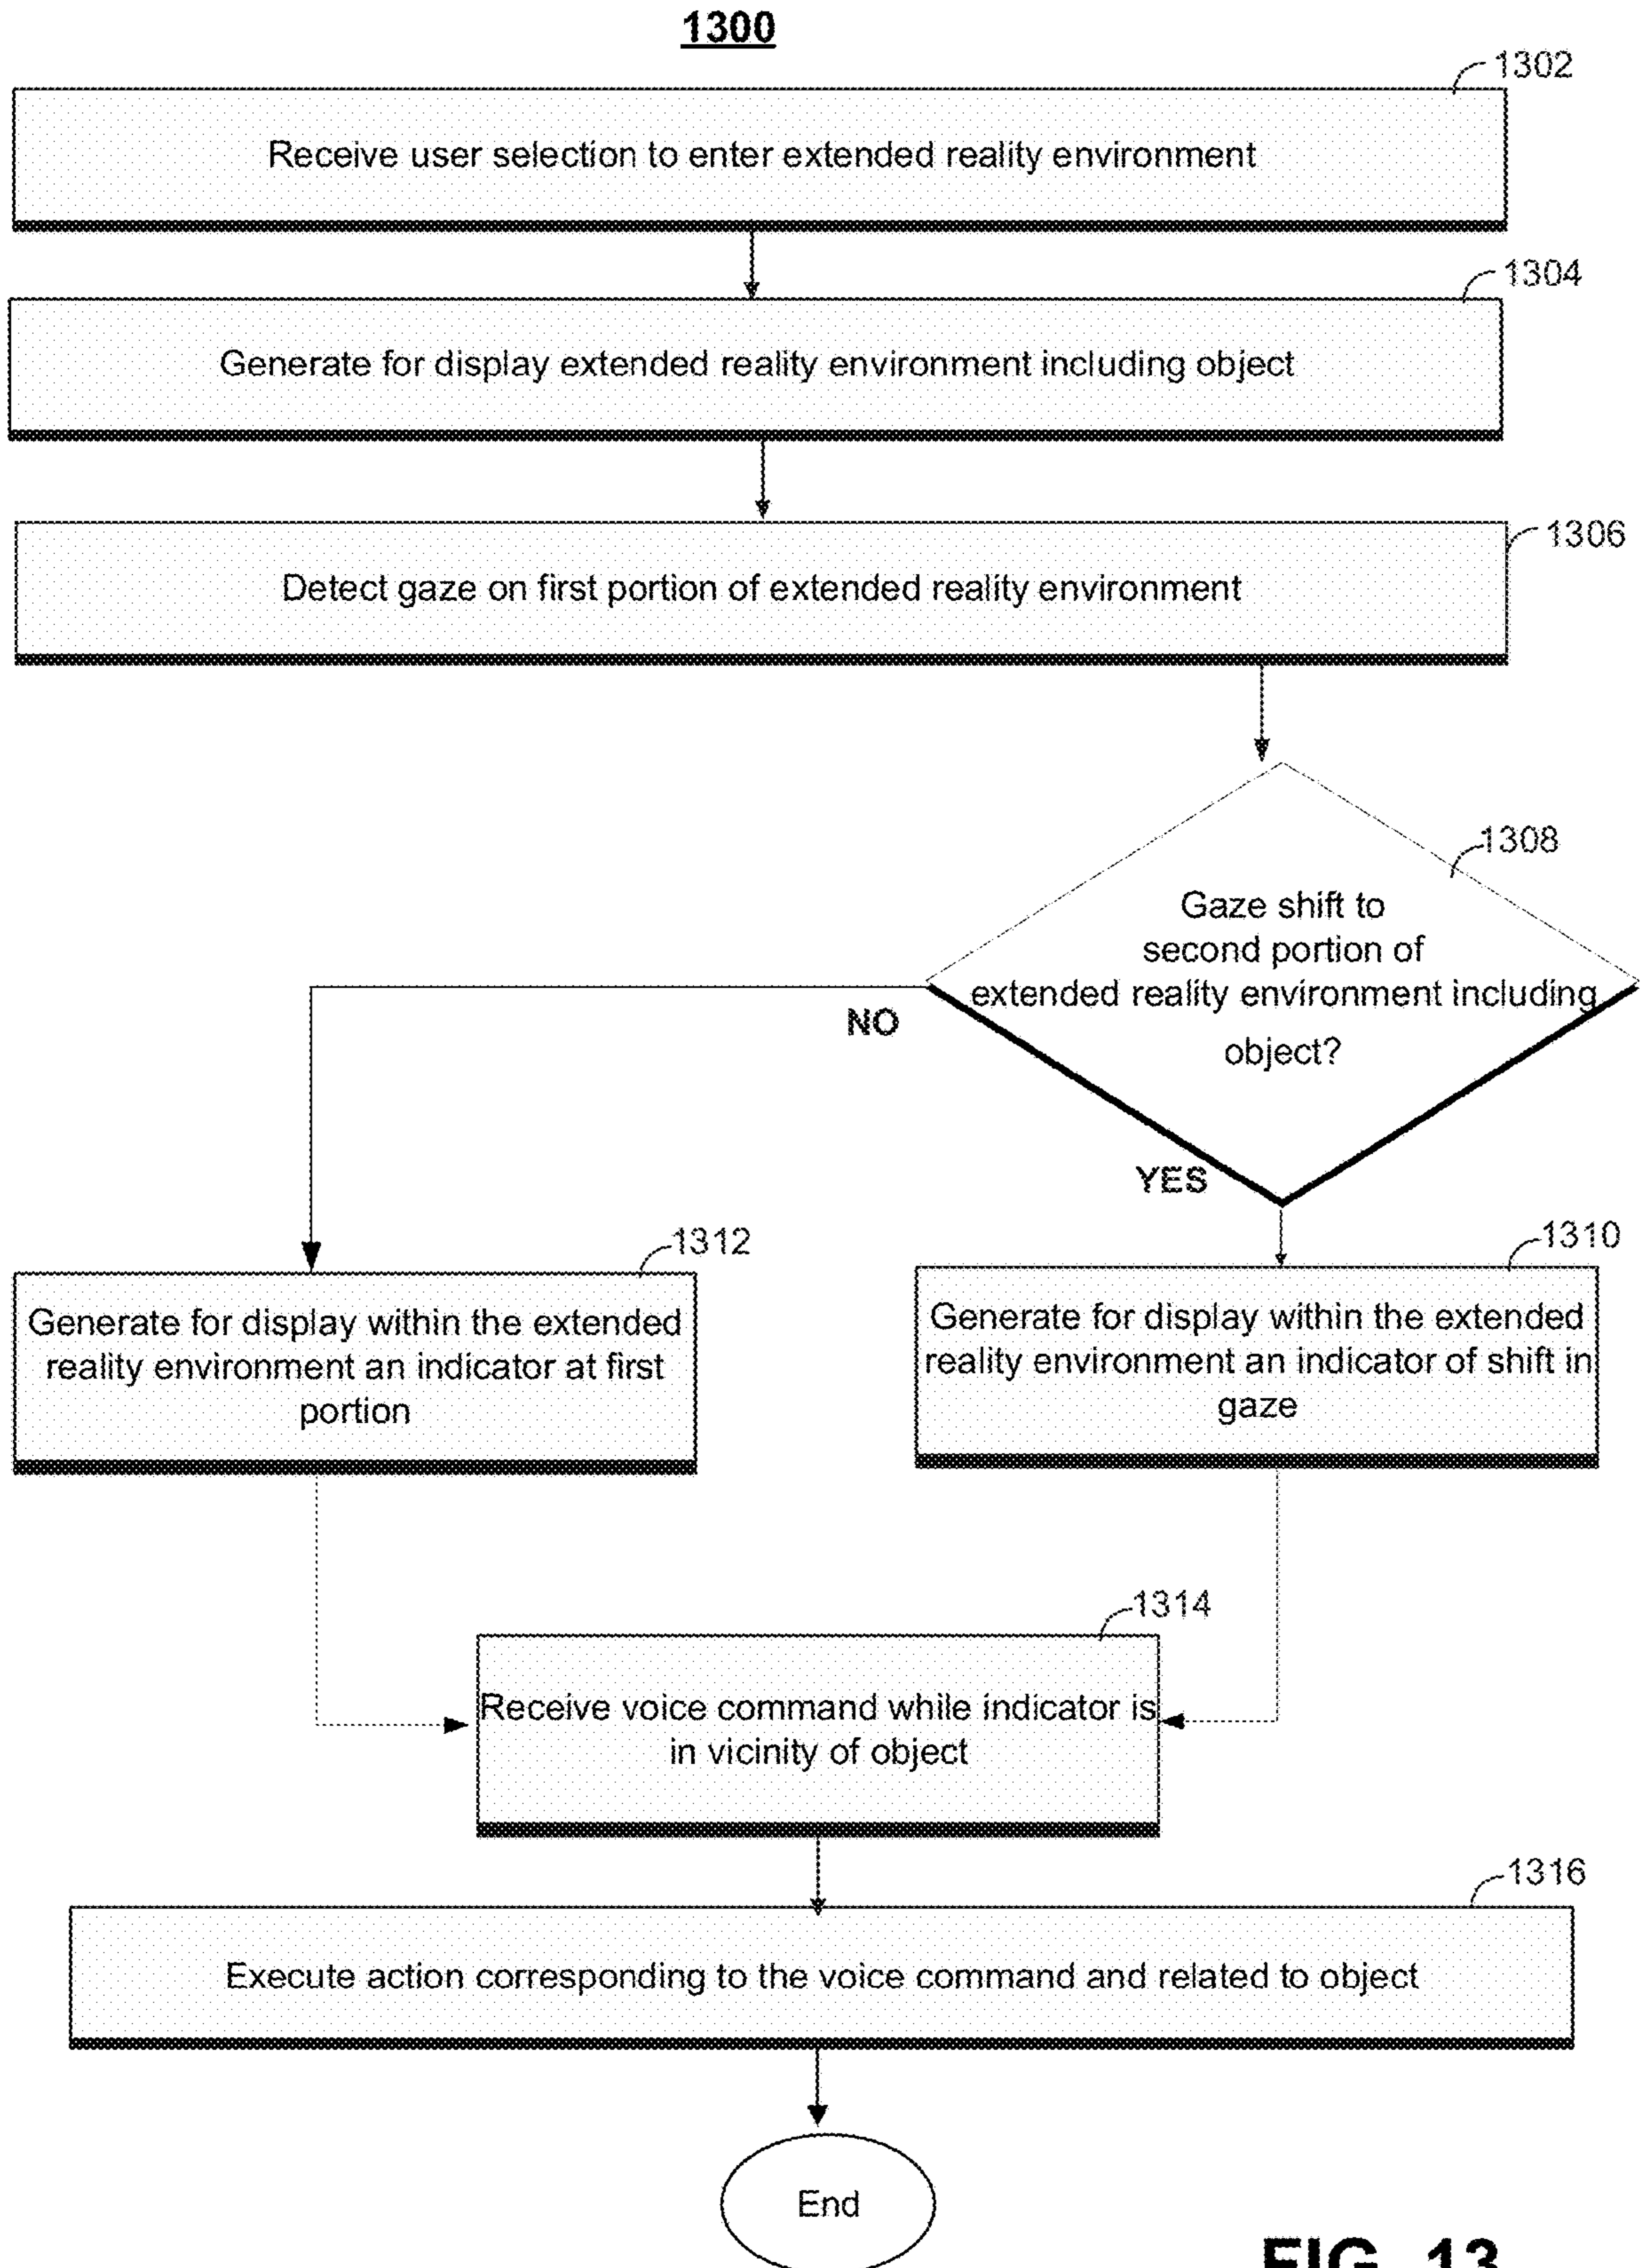 1300
1302
Receive user selection to enter extended reality environment
1304
Generate for display extended reality environment including object
1306
Detect gaze on first portion of extended reality environment
1308
Gaze shift to
second portion of
extended reality environment including
object?
NO
YES
1312
Generate for display within the extended
reality environment an indicator at first
portion
1310
Generate for display within the extended
reality environment an indicator of shift in
gaze
1314
Receive voice command while indicator is
in vicinity of object
1316
Execute action corresponding to the voice command and related to object
End
FIG. 13